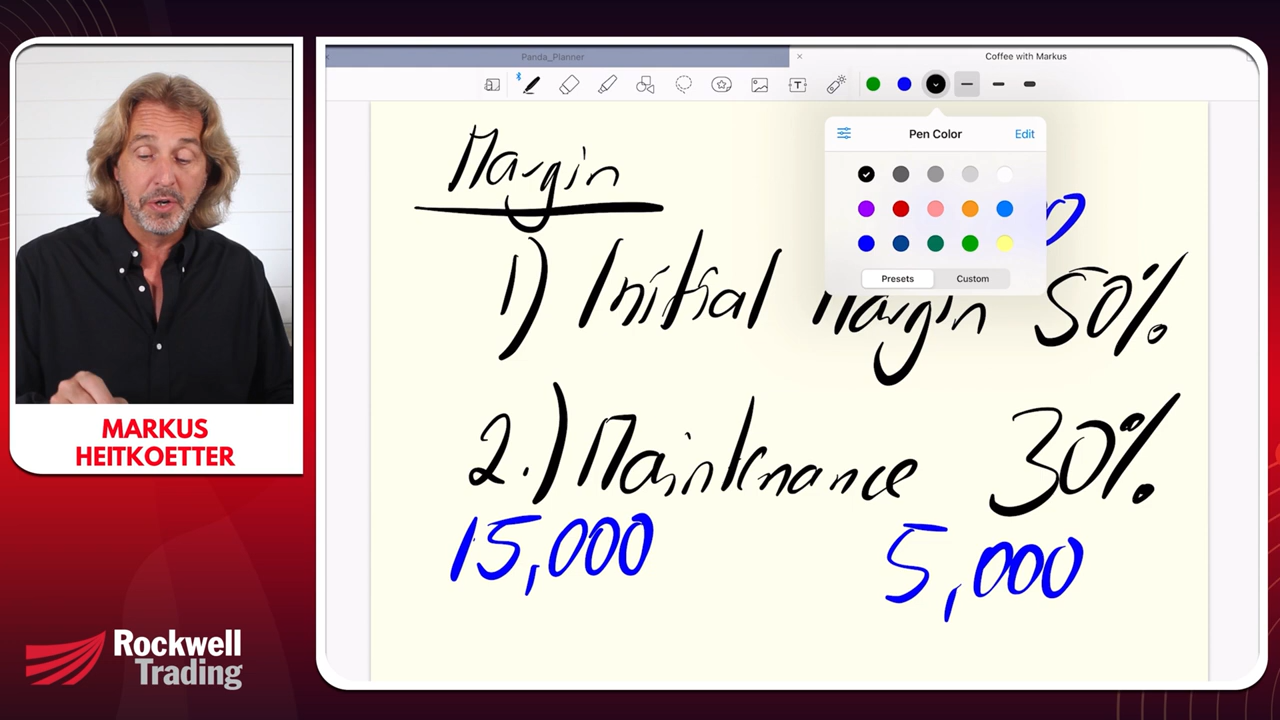 Panda_Planner
Coffee with Markus
T
Pen Color
Edit
Presets
Custom
Margin
1) Initial Margin 50%
2.) Maintenance 30%
15,000
5,000
MARKUS
HEITKOETTER
Rockwell
Trading